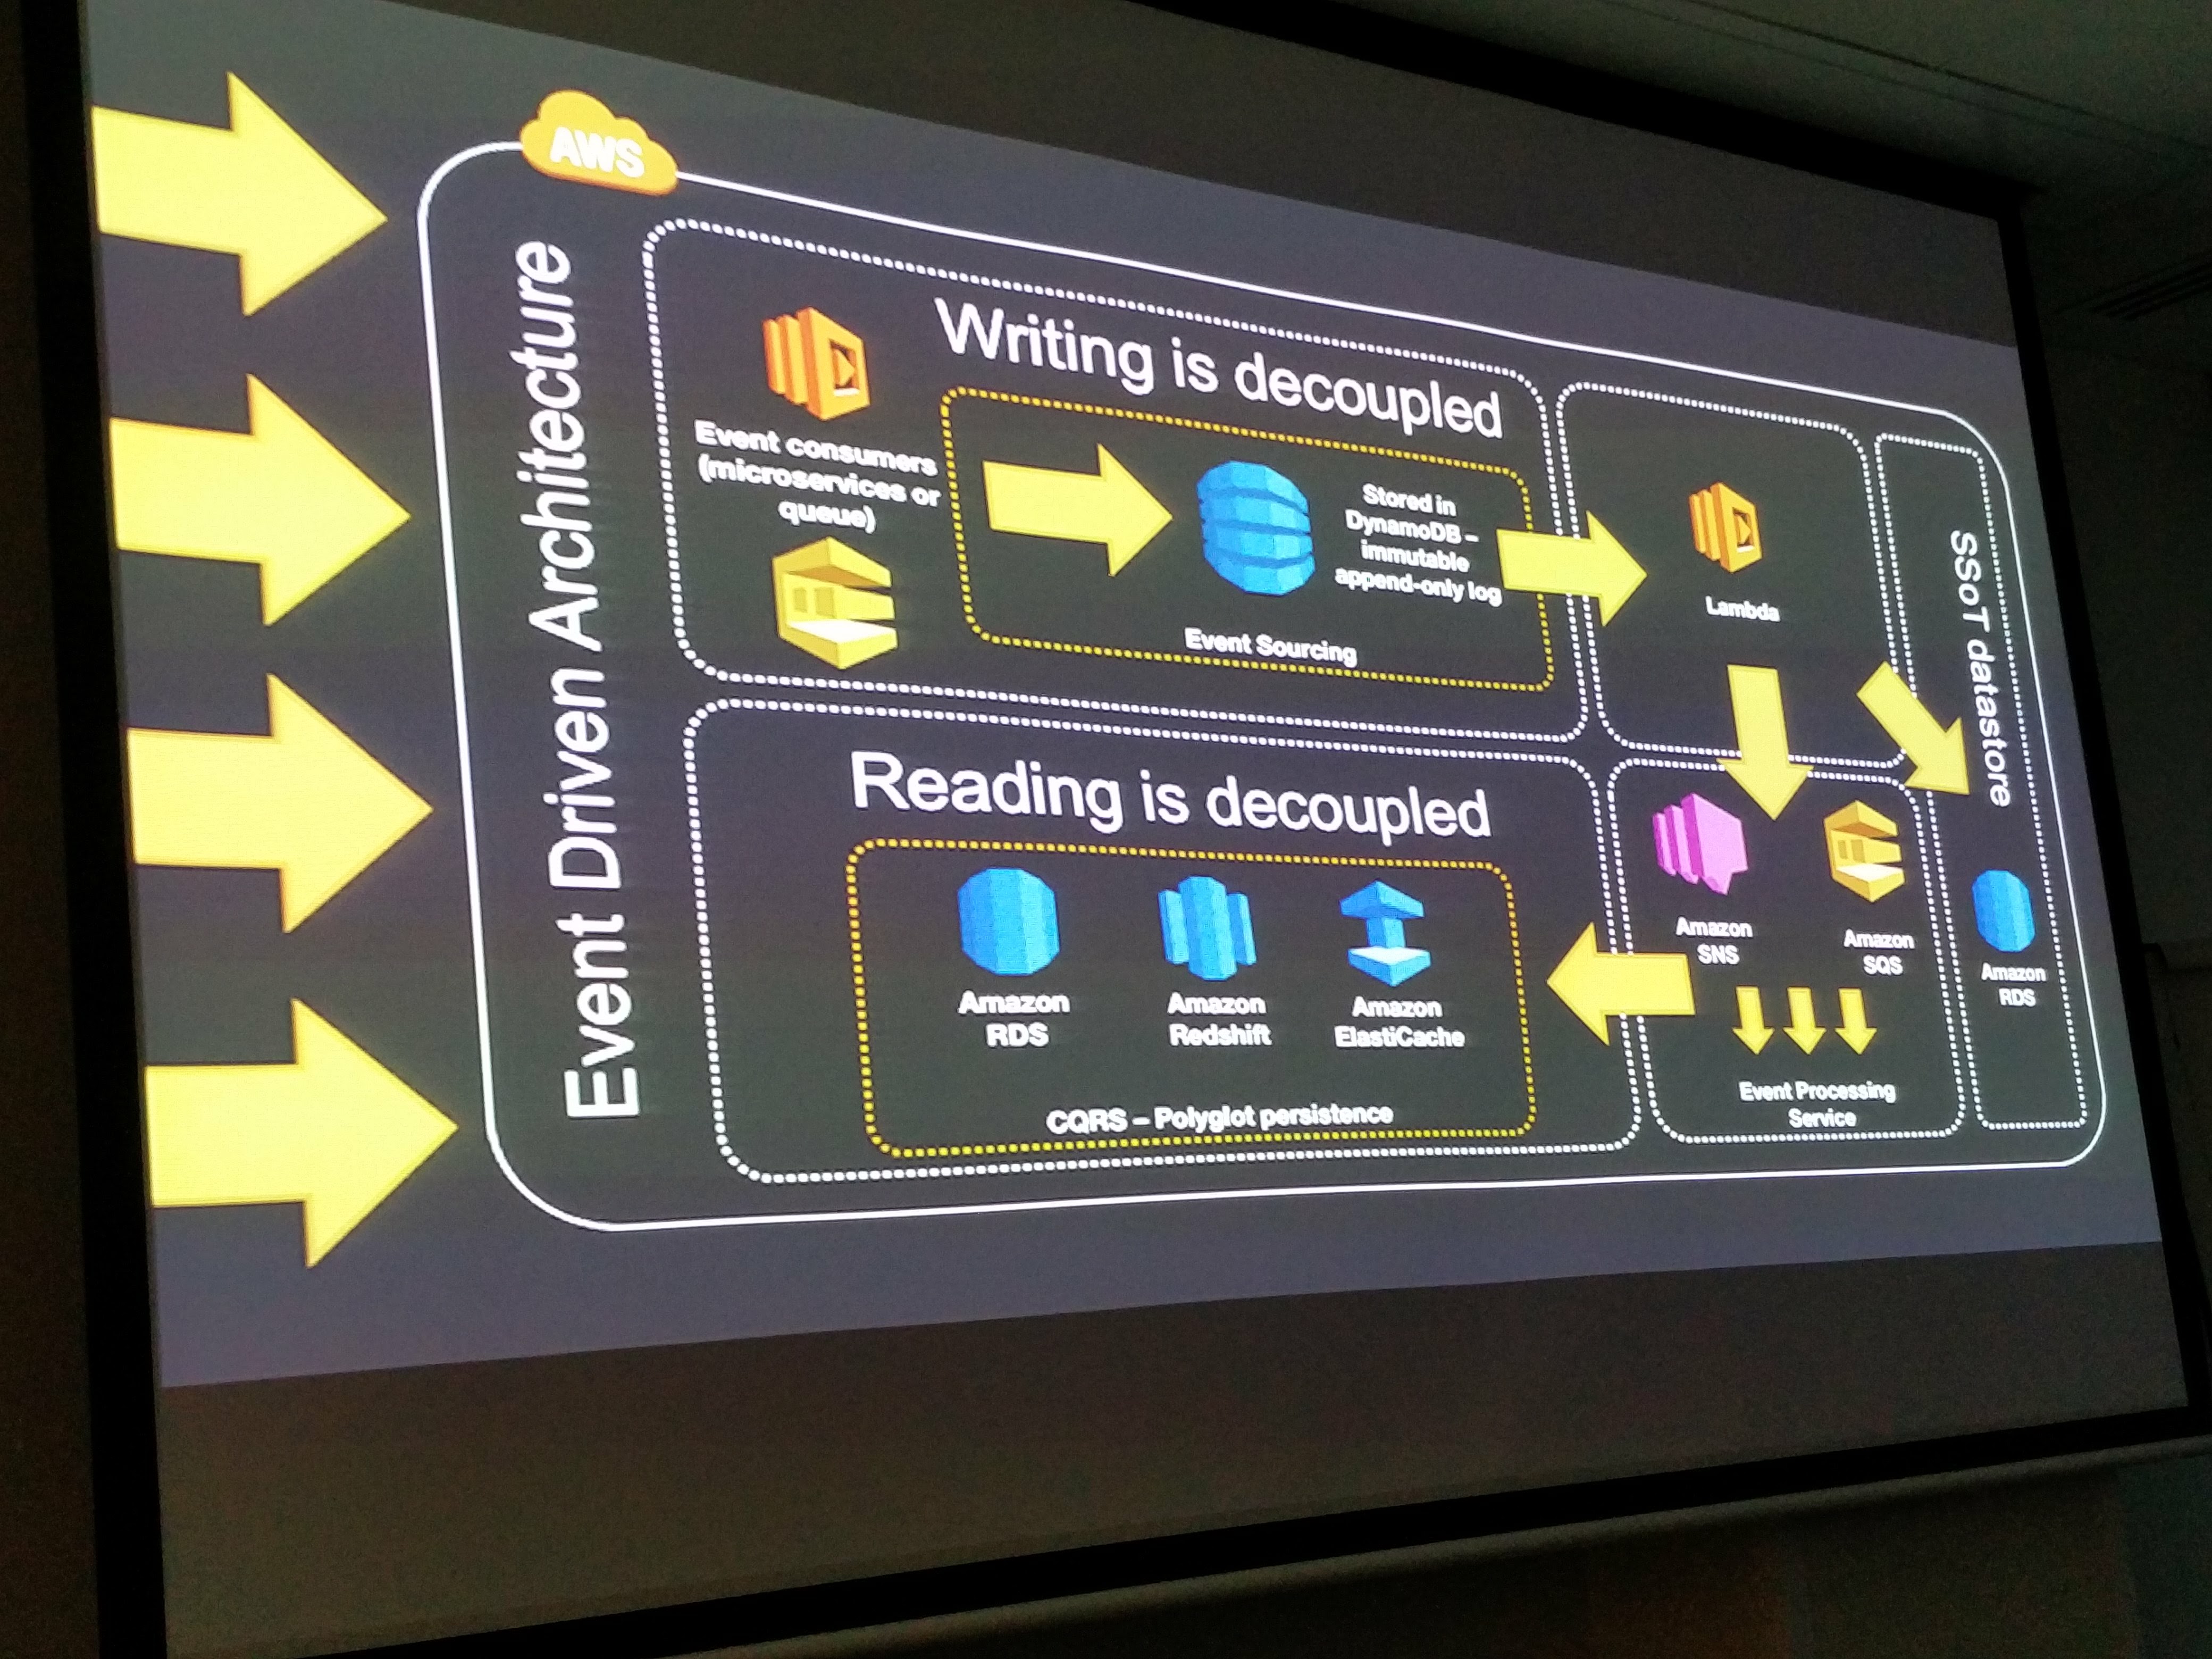 AWS
Event Driven Architecture
Writing is decoupled
Event consumers
(microservices or
queue)
Stored in
DynamoDB –
immutable
append-only log
Event Sourcing
Lambda
SSoT datastore
Reading is decoupled
Amazon
RDS
Amazon
Redshift
Amazon
ElastiCache
CQRS – Polyglot persistence
Amazon
SNS
Amazon
SQS
Event Processing
Service
Amazon
RDS